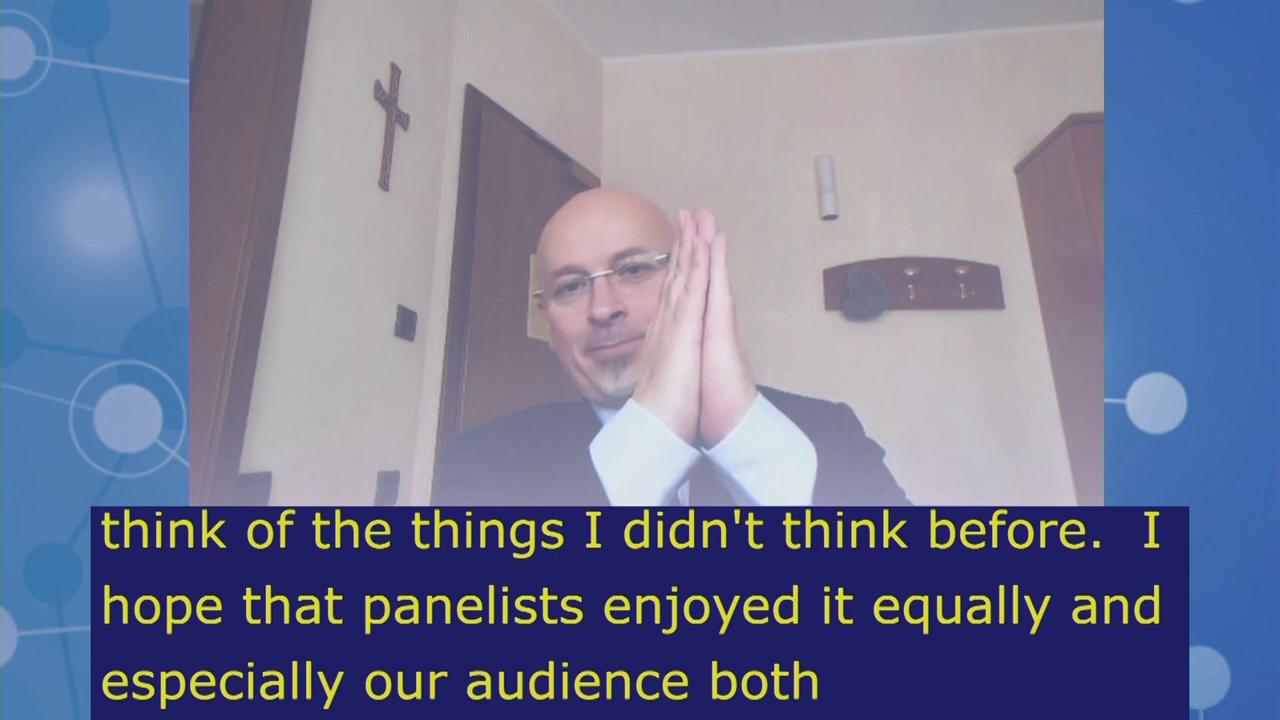 think of the things I didn't think before.  I
hope that panelists enjoyed it equally and
especially our audience both